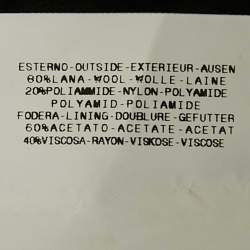 ESTERNO-OUTSIDE-EXTERIEUR-AUSEN
80%LANA-WOOL-WOLLE-LAINE
20%POLIAMMIDE-NYLON-POLYAMIDE
POLYAMID-POLIAMIDE
FODERA-LINING-DOUBLURE-GEFUTTER
60%ACETATO-ACETATE-ACETAT
40%VISCOSA-RAYON-VISKOSE-VISCOSE